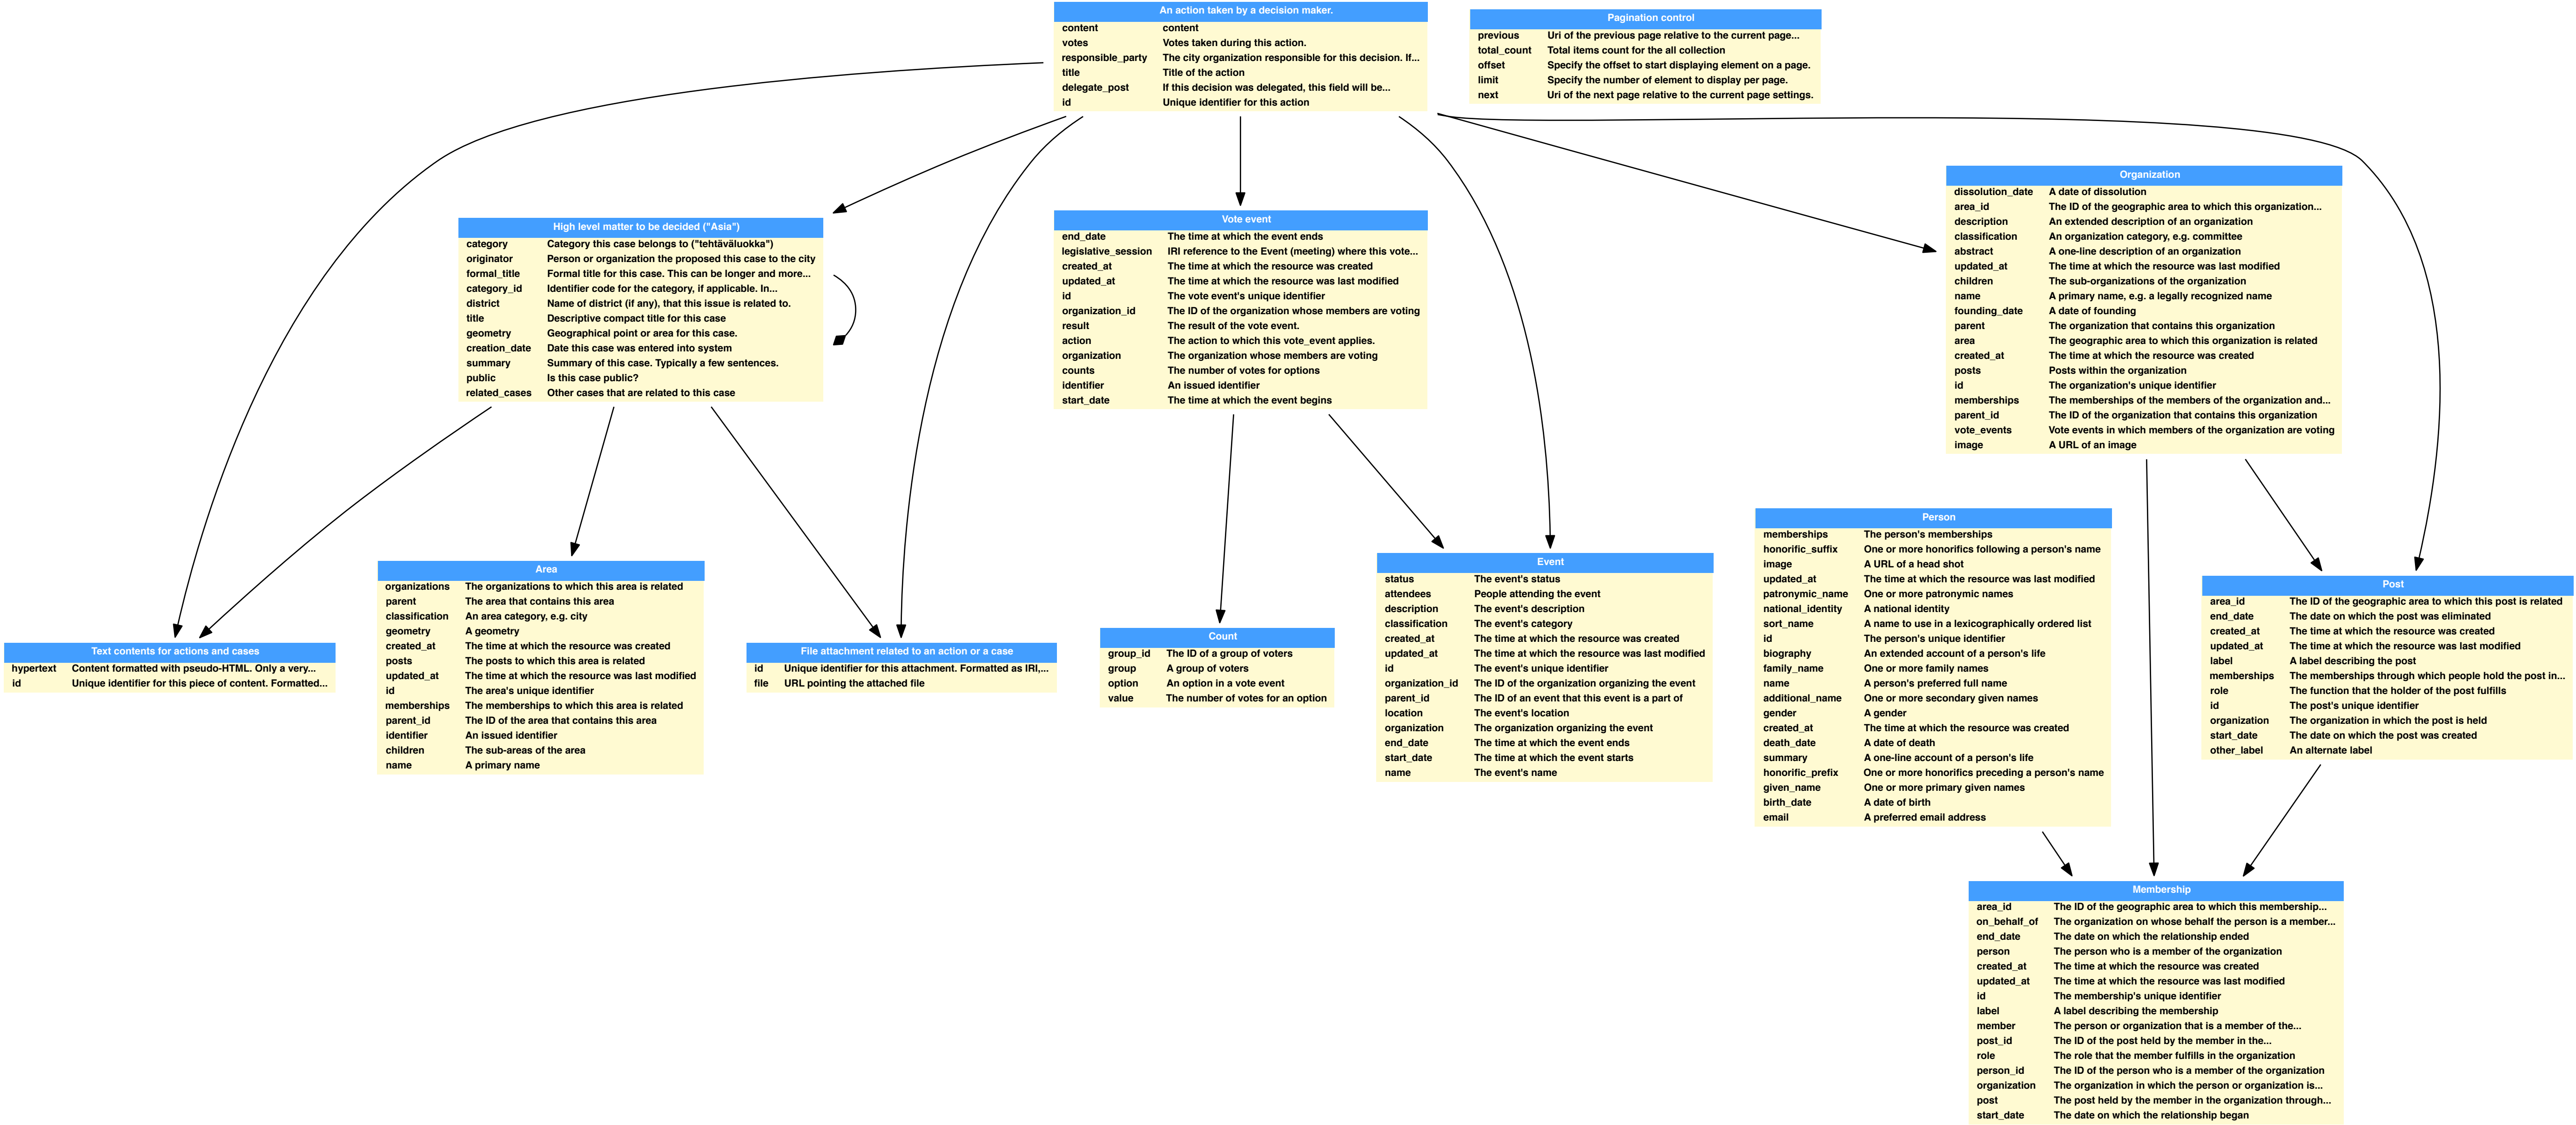 An action taken by a decision maker.
content content
votes Votes taken during this action.
responsible_party The city organization responsible for this decision. If...
title Title of the action
delegate_post If this decision was delegated, this field will be...
id Unique identifier for this action
Pagination control
previous Uri of the previous page relative to the current page...
total_count Total items count for the all collection
offset Specify the offset to start displaying element on a page.
limit Specify the number of element to display per page.
next Uri of the next page relative to the current page settings.
Organization
dissolution_date A date of dissolution
area_id The ID of the geographic area to which this organization...
description An extended description of an organization
classification An organization category, e.g. committee
abstract A one-line description of an organization
updated_at The time at which the resource was last modified
children The sub-organizations of the organization
name A primary name, e.g. a legally recognized name
founding_date A date of founding
parent The organization that contains this organization
area The geographic area to which this organization is related
created_at The time at which the resource was created
posts Posts within the organization
id The organization's unique identifier
memberships The memberships of the members of the organization and...
parent_id The ID of the organization that contains this organization
vote_events Vote events in which members of the organization are voting
image A URL of an image
High level matter to be decided ("Asia")
category Category this case belongs to ("tehtäväluokka")
originator Person or organization the proposed this case to the city
formal_title Formal title for this case. This can be longer and more...
category_id Identifier code for the category, if applicable. In...
district Name of district (if any), that this issue is related to.
title Descriptive compact title for this case
geometry Geographical point or area for this case.
creation_date Date this case was entered into system
summary Summary of this case. Typically a few sentences.
public Is this case public?
related_cases Other cases that are related to this case
Vote event
end_date The time at which the event ends
legislative_session IRI reference to the Event (meeting) where this vote...
created_at The time at which the resource was created
updated_at The time at which the resource was last modified
id The vote event's unique identifier
organization_id The ID of the organization whose members are voting
result The result of the vote event.
action The action to which this vote_event applies.
organization The organization whose members are voting
counts The number of votes for options
identifier An issued identifier
start_date The time at which the event begins
Text contents for actions and cases
hypertext Content formatted with pseudo-HTML. Only a very...
id Unique identifier for this piece of content. Formatted...
Area
organizations The organizations to which this area is related
parent The area that contains this area
classification An area category, e.g. city
geometry A geometry
created_at The time at which the resource was created
posts The posts to which this area is related
updated_at The time at which the resource was last modified
id The area's unique identifier
memberships The memberships to which this area is related
parent_id The ID of the area that contains this area
identifier An issued identifier
children The sub-areas of the area
name A primary name
File attachment related to an action or a case
id Unique identifier for this attachment. Formatted as IRI,...
file URL pointing the attached file
Count
group_id The ID of a group of voters
group A group of voters
option An option in a vote event
value The number of votes for an option
Event
status The event's status
attendees People attending the event
description The event's description
classification The event's category
created_at The time at which the resource was created
updated_at The time at which the resource was last modified
id The event's unique identifier
organization_id The ID of the organization organizing the event
parent_id The ID of an event that this event is a part of
location The event's location
organization The organization organizing the event
end_date The time at which the event ends
start_date The time at which the event starts
name The event's name
Person
memberships The person's memberships
honorific_suffix One or more honorifics following a person's name
image A URL of a head shot
updated_at The time at which the resource was last modified
patronymic_name One or more patronymic names
national_identity A national identity
sort_name A name to use in a lexicographically ordered list
id The person's unique identifier
biography An extended account of a person's life
family_name One or more family names
name A person's preferred full name
additional_name One or more secondary given names
gender A gender
created_at The time at which the resource was created
death_date A date of death
summary A one-line account of a person's life
honorific_prefix One or more honorifics preceding a person's name
given_name One or more primary given names
birth_date A date of birth
email A preferred email address
Post
area_id The ID of the geographic area to which this post is related
end_date The date on which the post was eliminated
created_at The time at which the resource was created
updated_at The time at which the resource was last modified
label A label describing the post
memberships The memberships through which people hold the post in...
role The function that the holder of the post fulfills
id The post's unique identifier
organization The organization in which the post is held
start_date The date on which the post was created
other_label An alternate label
Membership
area_id The ID of the geographic area to which this membership...
on_behalf_of The organization on whose behalf the person is a member...
end_date The date on which the relationship ended
person The person who is a member of the organization
created_at The time at which the resource was created
updated_at The time at which the resource was last modified
id The membership's unique identifier
label A label describing the membership
member The person or organization that is a member of the...
post_id The ID of the post held by the member in the...
role The role that the member fulfills in the organization
person_id The ID of the person who is a member of the organization
organization The organization in which the person or organization is...
post The post held by the member in the organization through...
start_date The date on which the relationship began